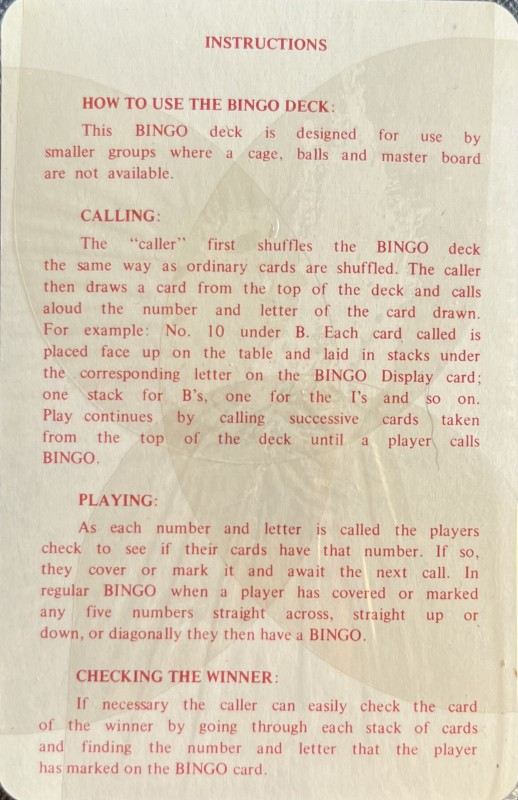 INSTRUCTIONS
HOW TO USE THE BINGO DECK:
This BINGO deck is designed for use by
smaller groups where a cage, balls and master board
are not available.
CALLING:
The "caller" first shuffles the BINGO deck
the same way as ordinary cards are shuffled. The caller
then draws a card from the top of the deck and calls
aloud the number and letter of the card drawn.
For example: No. 10 under B. Each card called is
placed face up on the table and laid in stacks under
the corresponding letter on the BINGO Display card;
one stack for B's, one for the I's and so on.
Play continues by calling successive cards taken
from the top of the deck until a player calls
BINGO.
PLAYING:
As each number and letter is called the players
check to see if their cards have that number. If so,
they cover or mark it and await the next call. In
regular BINGO when a player has covered or marked
any five numbers straight across, straight up or
down, or diagonally they then have a BINGO.
CHECKING THE WINNER:
If necessary the caller can easily check the card
of the winner by going through each stack of cards
and finding the number and letter that the player
has marked on the BINGO card.